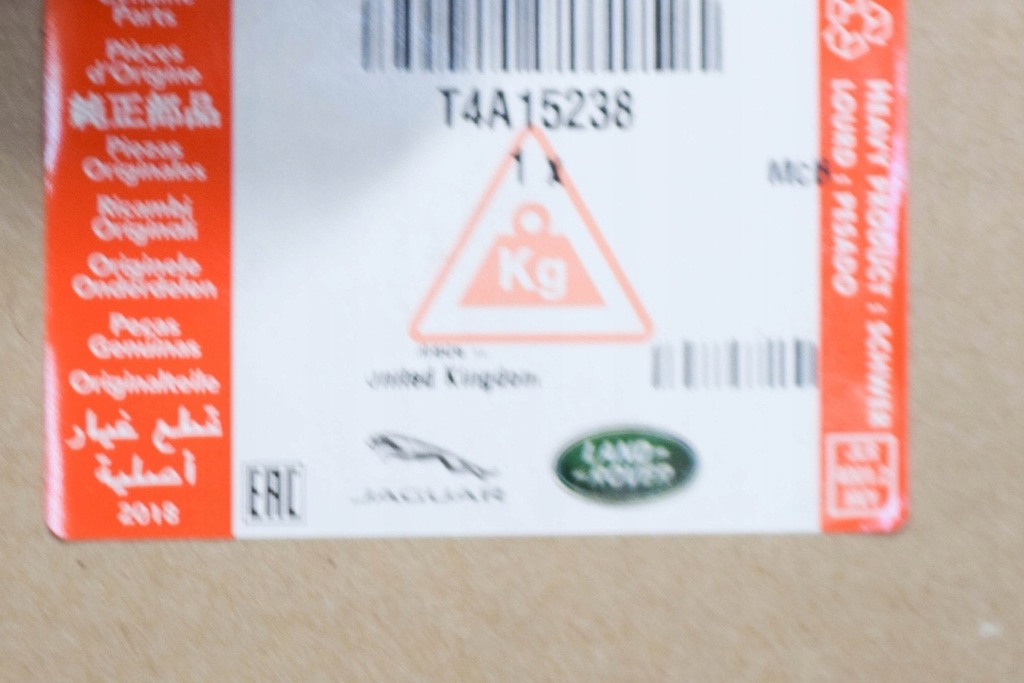 Parts
Pièces
d'Origine
純正部品
Piezas
Originales
Ricambi
Originali
Originele
Onderdelen
Peças
Genuínas
Originalteile
قطع غيار
أصلية
2018
T4A15238
1 x
Kg
United Kingdom
EAC
JAGUAR
LAND-
-ROVER
HEAVY PRODUCT : SCHWER
LOURD : PESADO